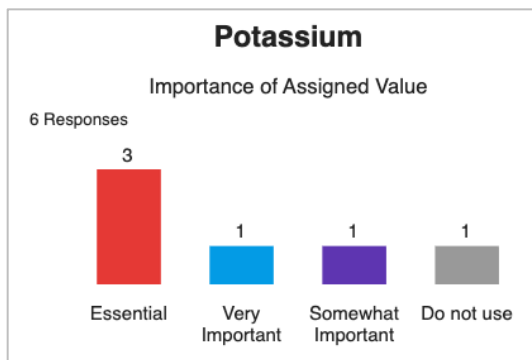 Potassium
Importance of Assigned Value
6 Responses
3
1
1
1
Essential
Very
Important
Somewhat
Important
Do not use